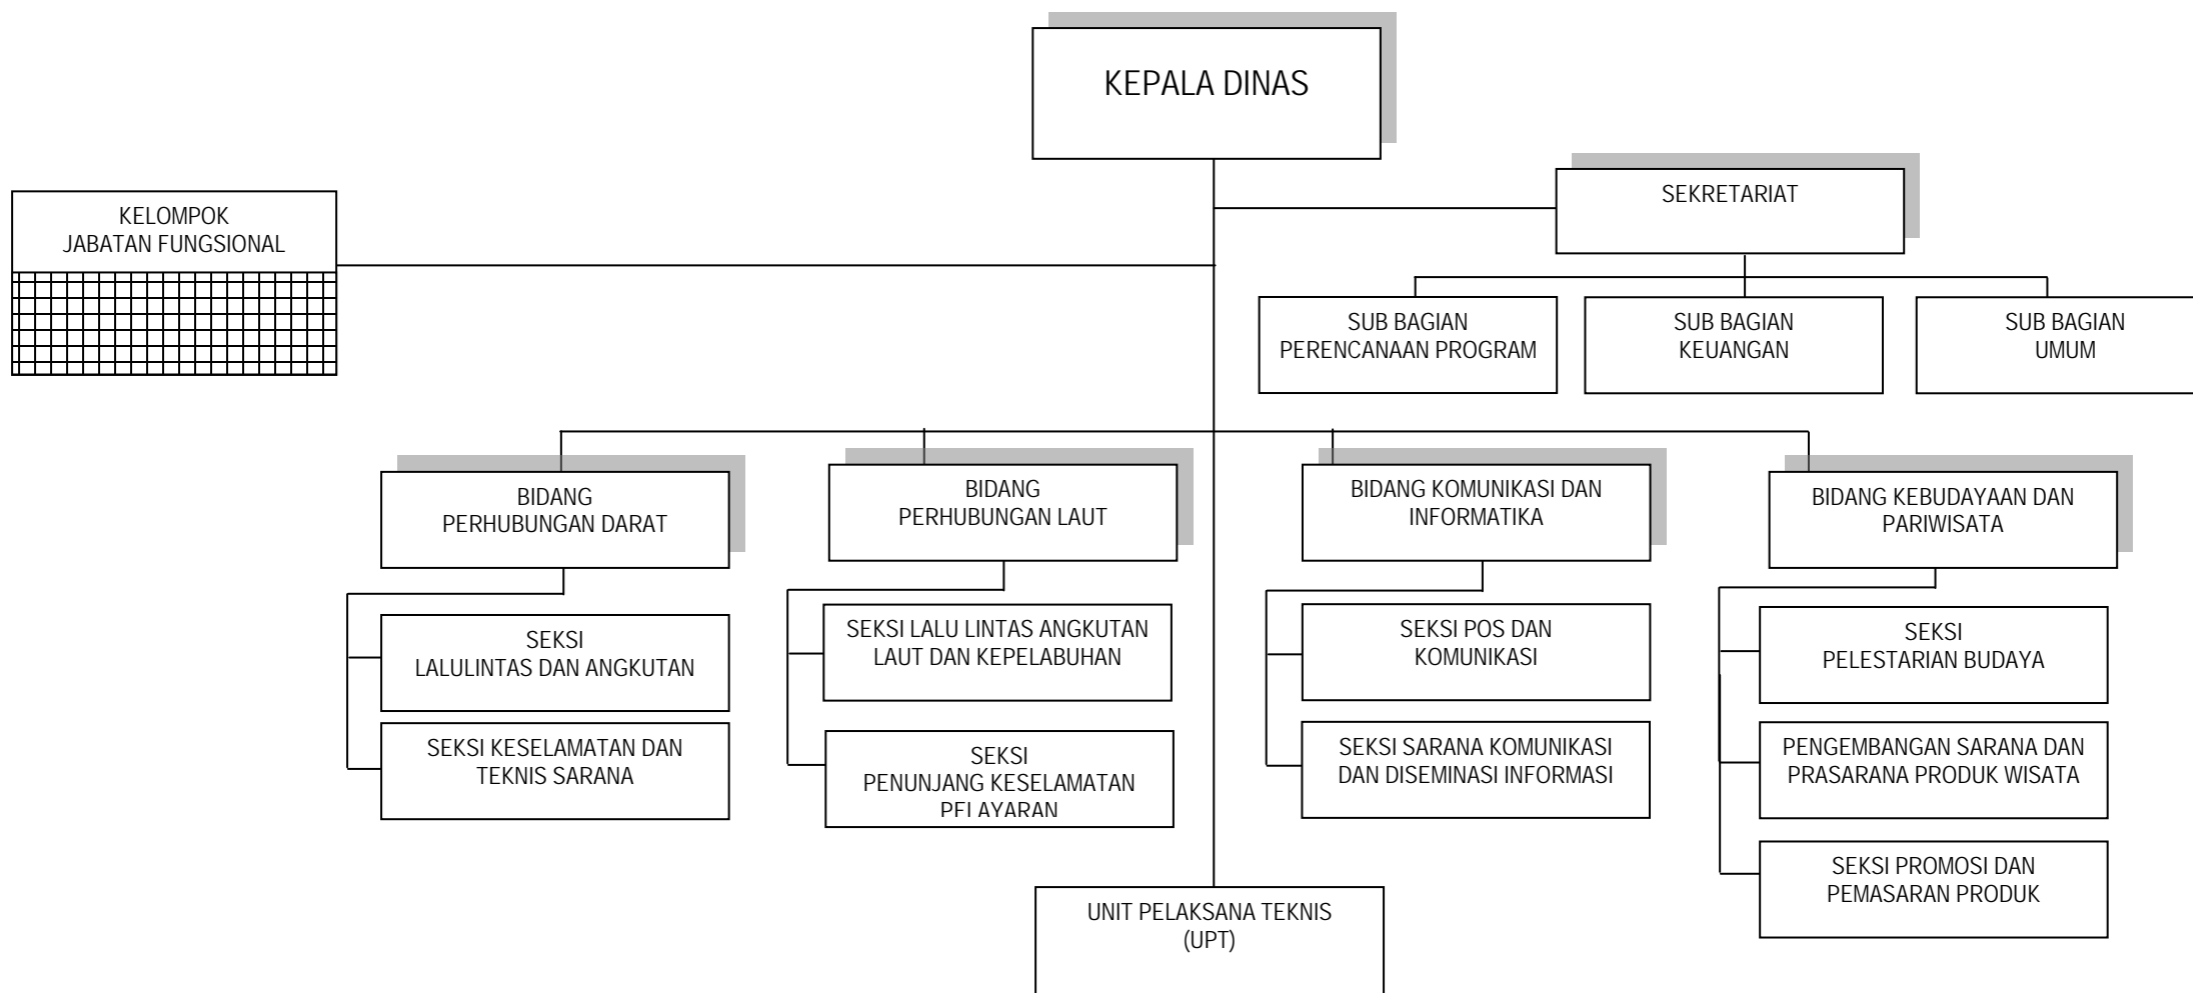 KEPALA DINAS
SEKRETARIAT
KELOMPOK
JABATAN FUNGSIONAL
SUB BAGIAN
PERENCANAAN PROGRAM
SUB BAGIAN
KEUANGAN
SUB BAGIAN
UMUM
BIDANG
PERHUBUNGAN DARAT
BIDANG
PERHUBUNGAN LAUT
BIDANG KOMUNIKASI DAN
INFORMATIKA
BIDANG KEBUDAYAAN DAN
PARIWISATA
SEKSI
LALULINTAS DAN ANGKUTAN
SEKSI LALU LINTAS ANGKUTAN
LAUT DAN KEPELABUHAN
SEKSI POS DAN
KOMUNIKASI
SEKSI
PELESTARIAN BUDAYA
SEKSI KESELAMATAN DAN
TEKNIS SARANA
SEKSI
PENUNJANG KESELAMATAN
PELAYARAN
SEKSI SARANA KOMUNIKASI
DAN DISEMINASI INFORMASI
PENGEMBANGAN SARANA DAN
PRASARANA PRODUK WISATA
SEKSI PROMOSI DAN
PEMASARAN PRODUK
UNIT PELAKSANA TEKNIS
(UPT)